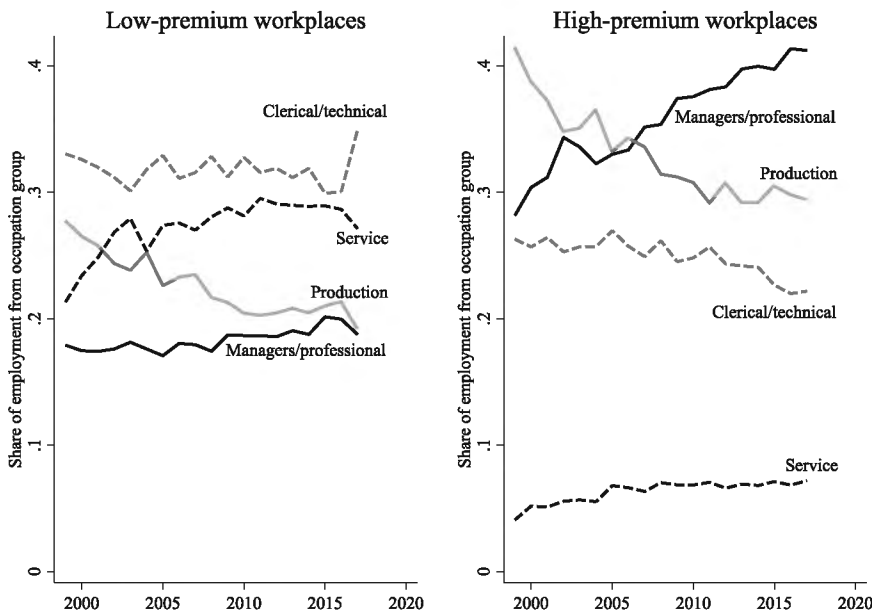 Low-premium workplaces
Share of employment from occupation group
.4
.3
.2
.1
0
Clerical/technical
Service
Production
Managers/professional
2000 2005 2010 2015 2020
High-premium workplaces
Share of employment from occupation group
.4
.3
.2
.1
0
Managers/professional
Production
Clerical/technical
Service
2000 2005 2010 2015 2020